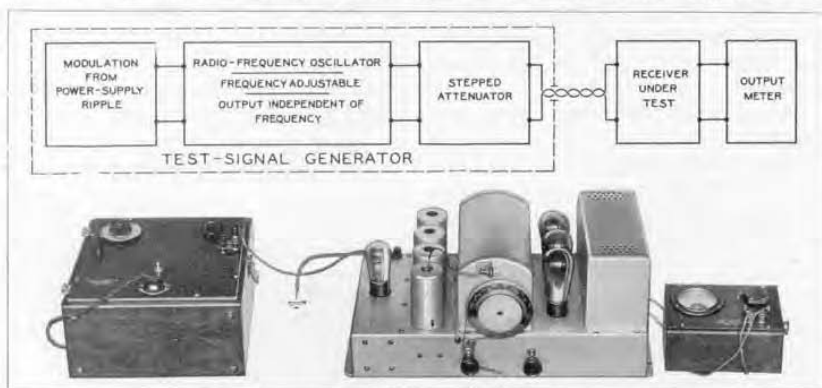 MODULATION
FROM
POWER-SUPPLY
RIPPLE
RADIO-FREQUENCY OSCILLATOR
FREQUENCY ADJUSTABLE
OUTPUT INDEPENDENT OF
FREQUENCY
STEPPED
ATTENUATOR
RECEIVER
UNDER
TEST
OUTPUT
METER
TEST-SIGNAL GENERATOR